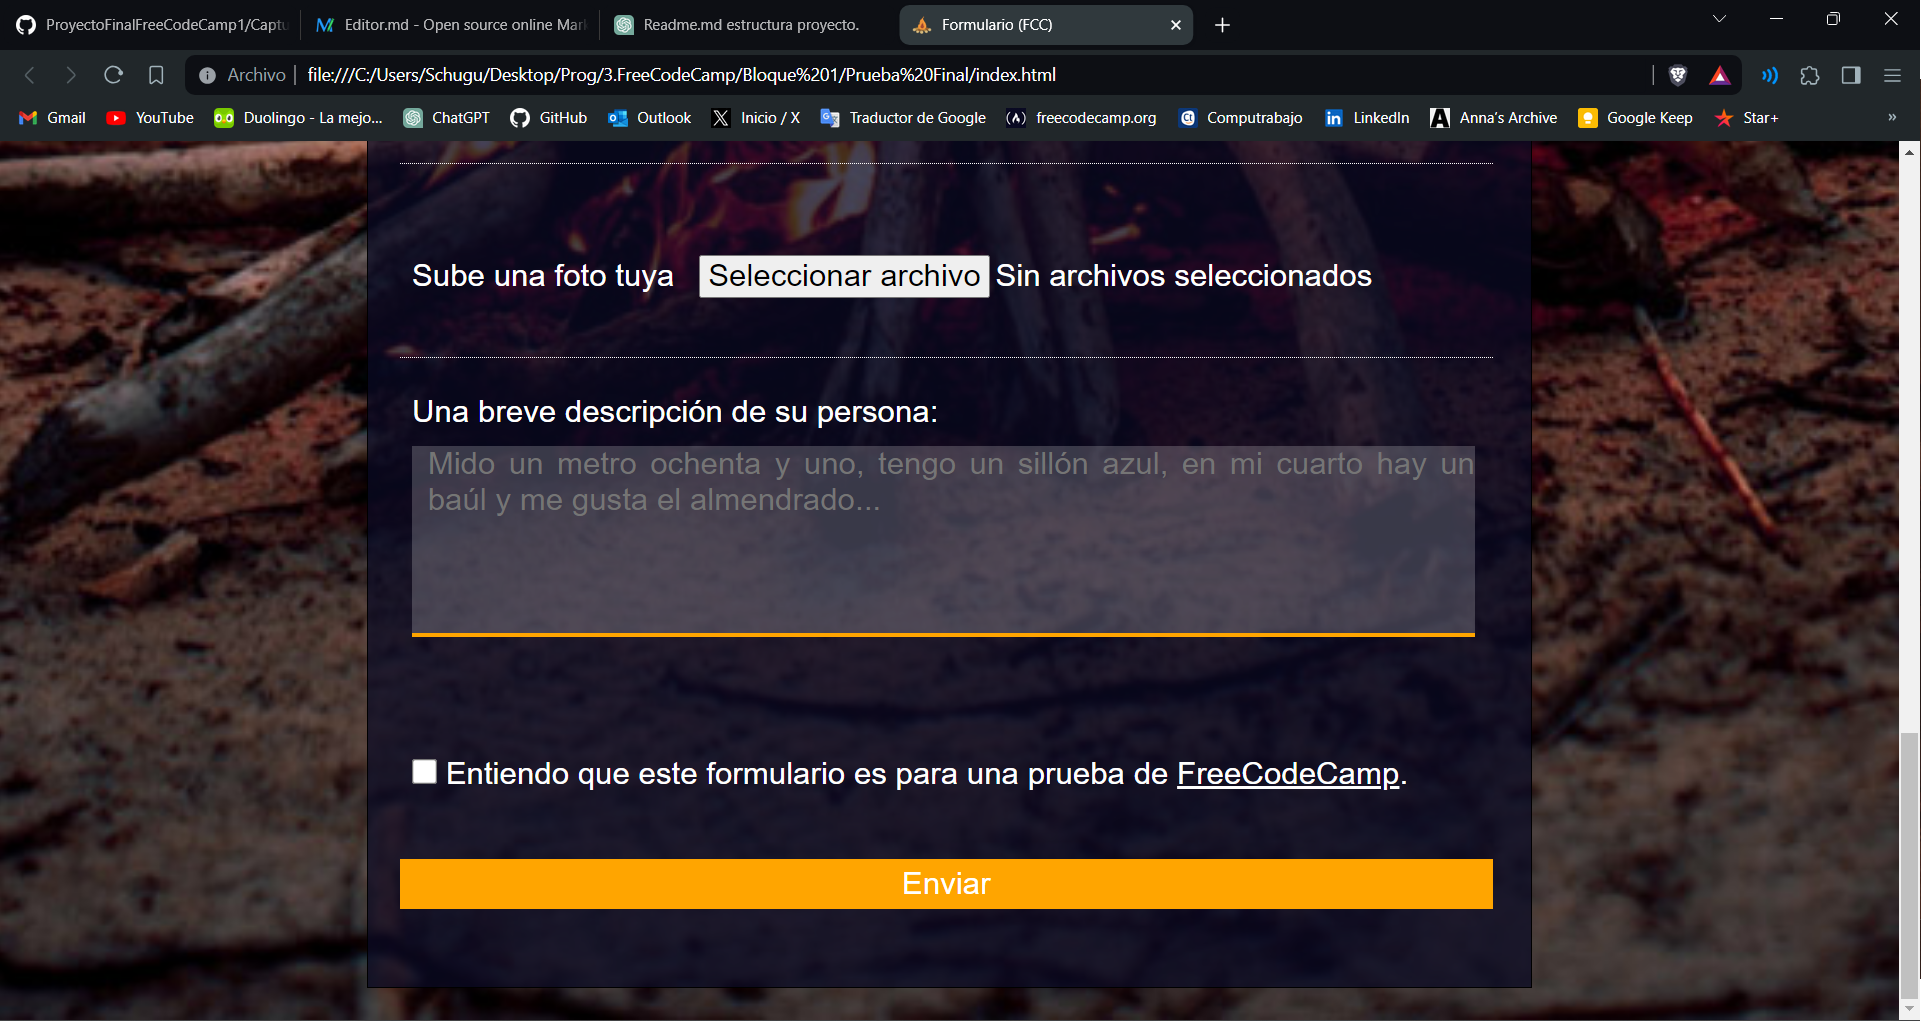 ProyectoFinalFreeCodeCamp1/Captu
Editor.md - Open source online Mark
Readme.md estructura proyecto.
Formulario (FCC)
Archivo
file:///C:/Users/Schugu/Desktop/Prog/3.FreeCodeCamp/Bloque%201/Prueba%20Final/index.html
Gmail
YouTube
Duolingo - La mejo...
ChatGPT
GitHub
Outlook
Inicio / X
Traductor de Google
freecodecamp.org
Computrabajo
LinkedIn
Anna's Archive
Google Keep
Star+
»
Sube una foto tuya Seleccionar archivo Sin archivos seleccionados
Una breve descripción de su persona:
Mido un metro ochenta y uno, tengo un sillón azul, en mi cuarto hay un
baúl y me gusta el almendrado...
Entiendo que este formulario es para una prueba de FreeCodeCamp.
Enviar